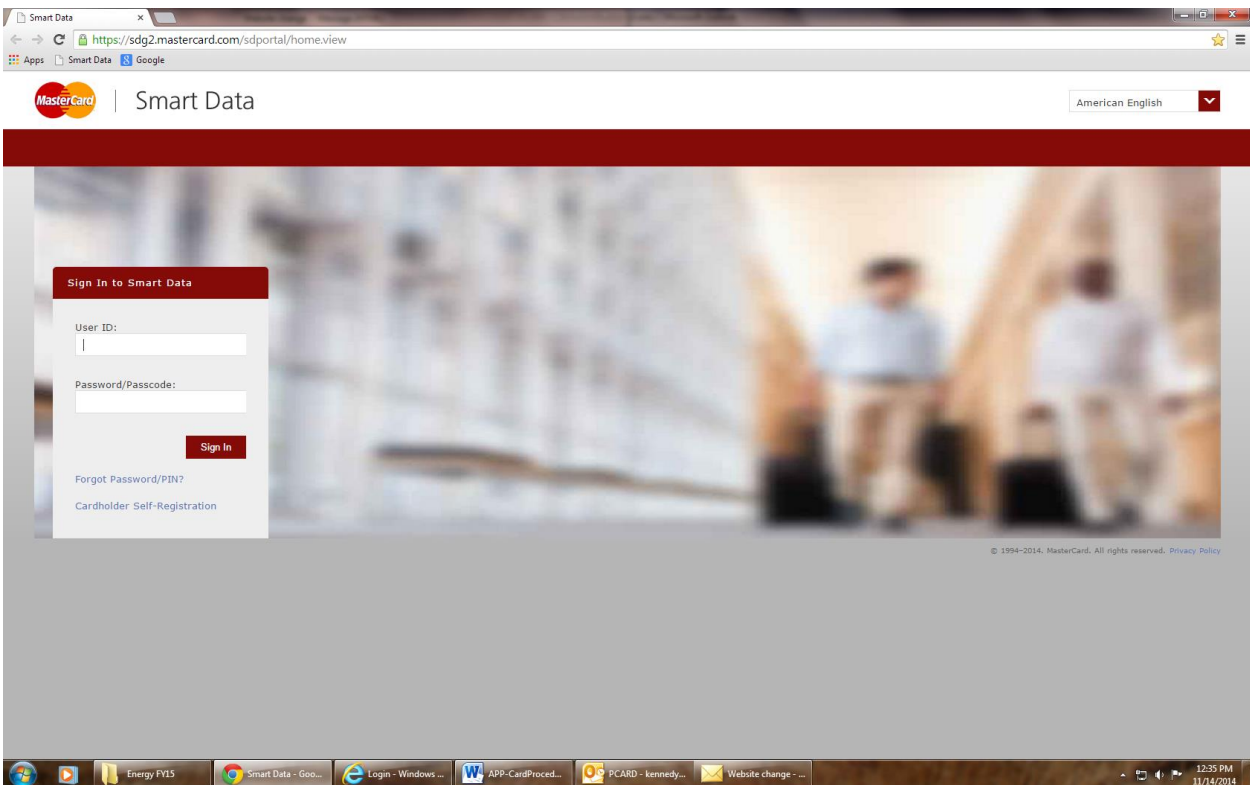 Smart Data
https://sdg2.mastercard.com/sdportal/home.view
Apps Smart Data Google
MasterCard Smart Data
American English
Sign In to Smart Data
User ID:
Password/Passcode:
Sign In
Forgot Password/PIN?
Cardholder Self-Registration
© 1994-2014. MasterCard. All rights reserved. Privacy Policy
Energy FY15 Smart Data - Goo... Login - Windows ... APP-CardProced... PCARD - kennedy... Website change - ... 12:35 PM
11/14/2014